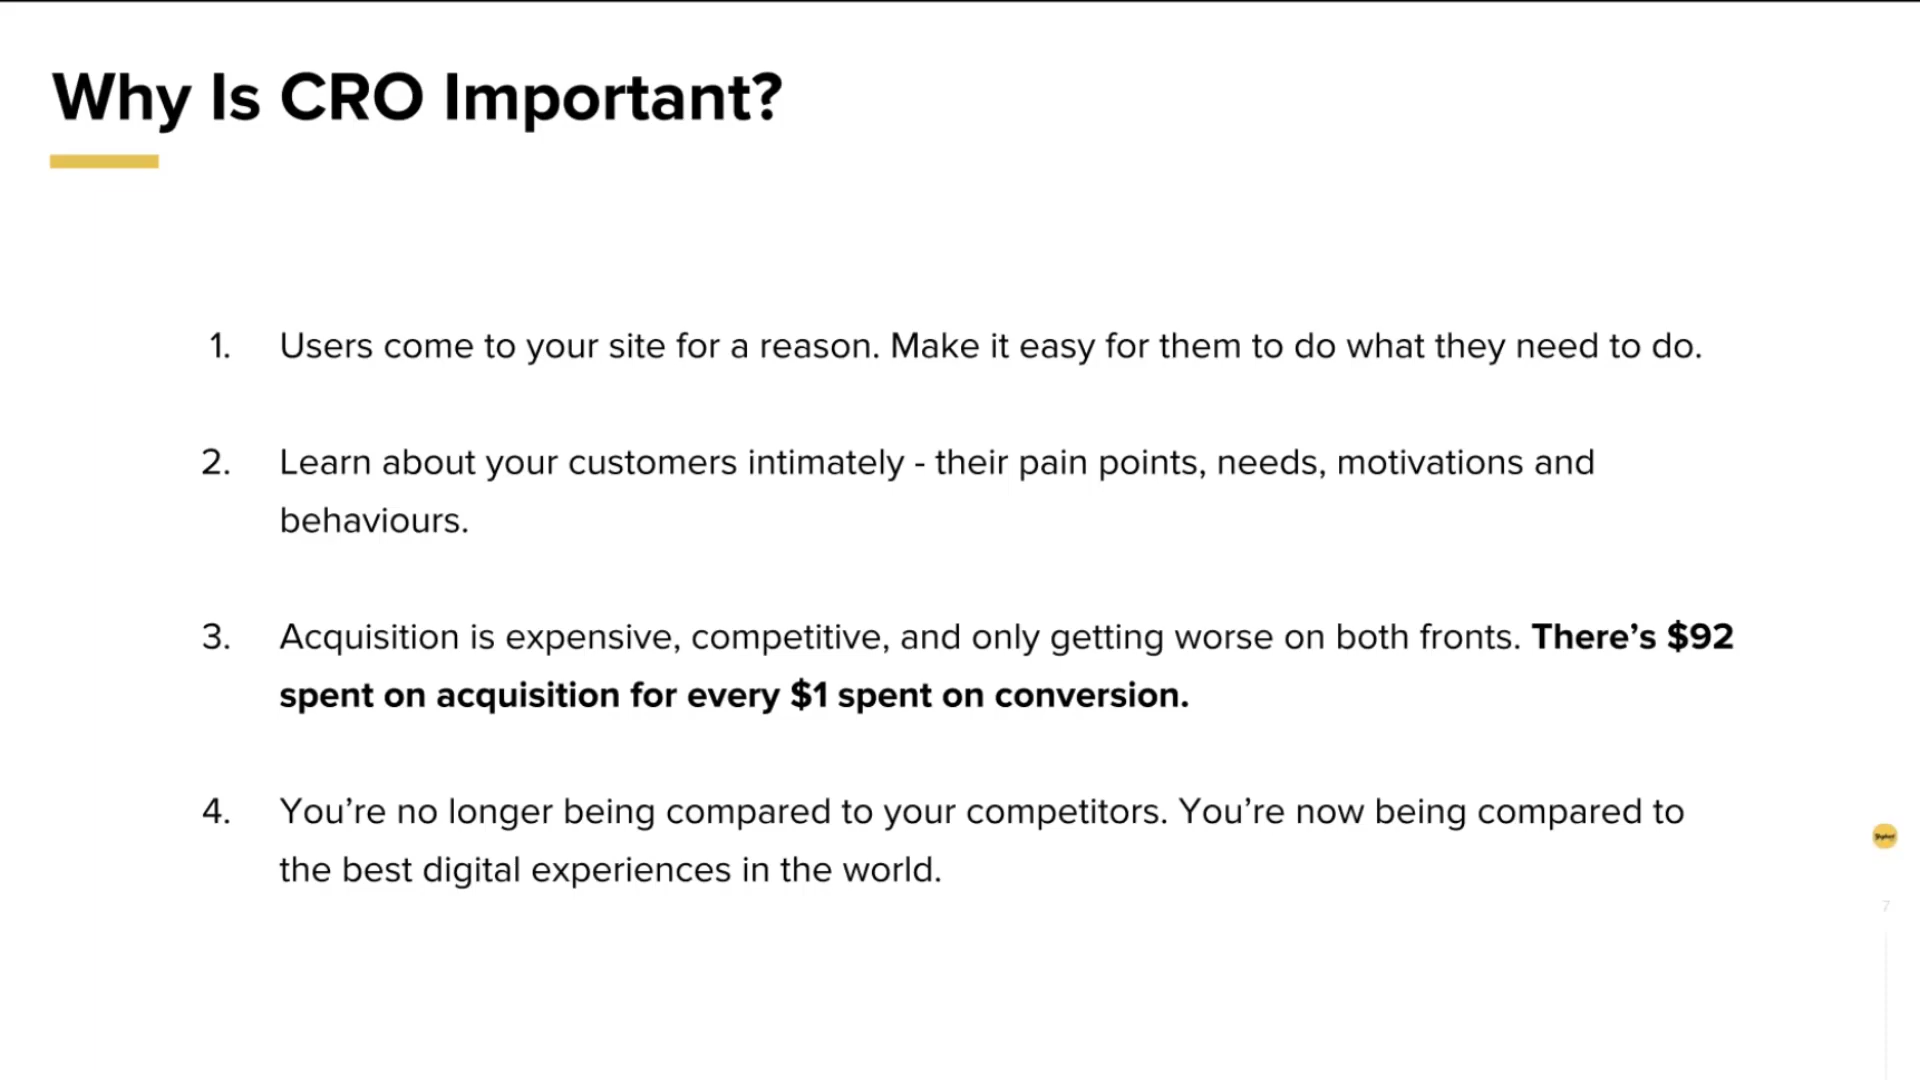 Why Is CRO Important?
1. Users come to your site for a reason. Make it easy for them to do what they need to do.
2. Learn about your customers intimately - their pain points, needs, motivations and
behaviours.
3. Acquisition is expensive, competitive, and only getting worse on both fronts. There’s $92
spent on acquisition for every $1 spent on conversion.
4. You’re no longer being compared to your competitors. You’re now being compared to
the best digital experiences in the world.
7